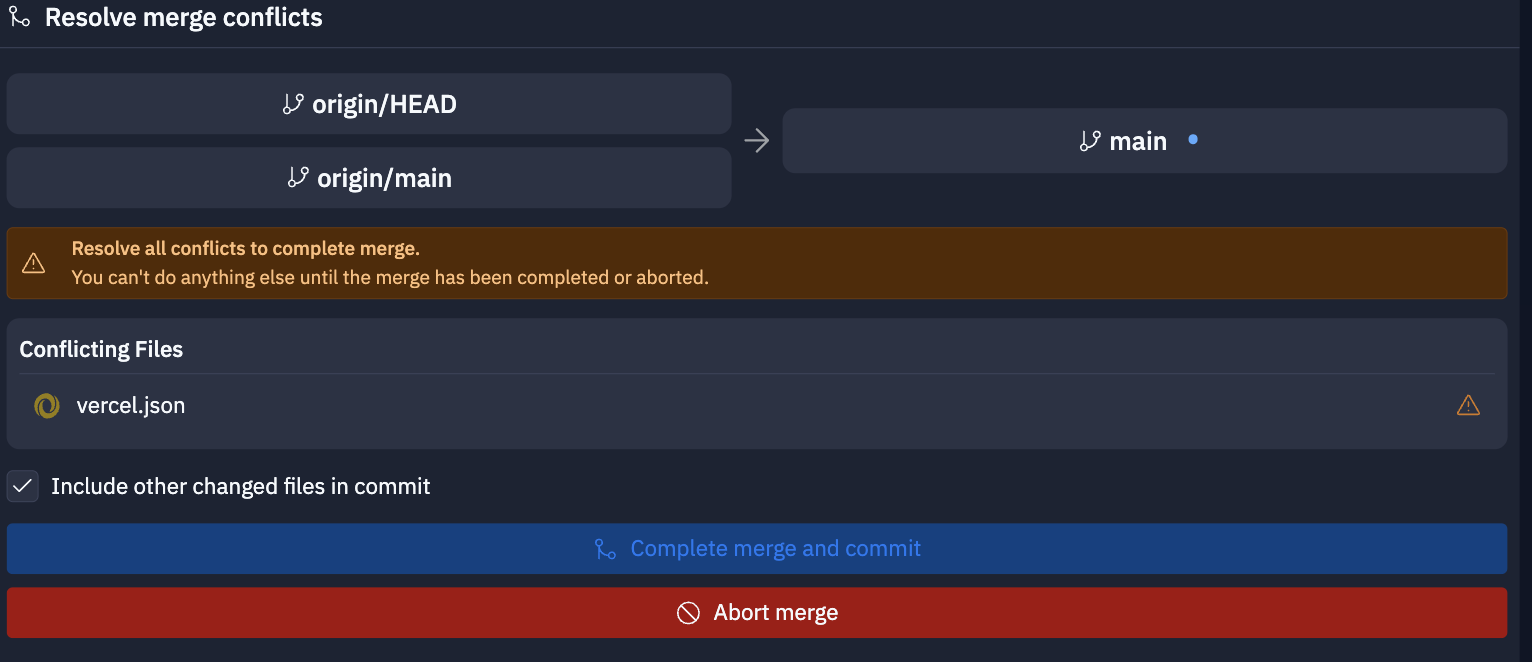 Resolve merge conflicts
origin/HEAD
origin/main
main
Resolve all conflicts to complete merge.
You can't do anything else until the merge has been completed or aborted.
Conflicting Files
vercel.json
Include other changed files in commit
Complete merge and commit
Abort merge